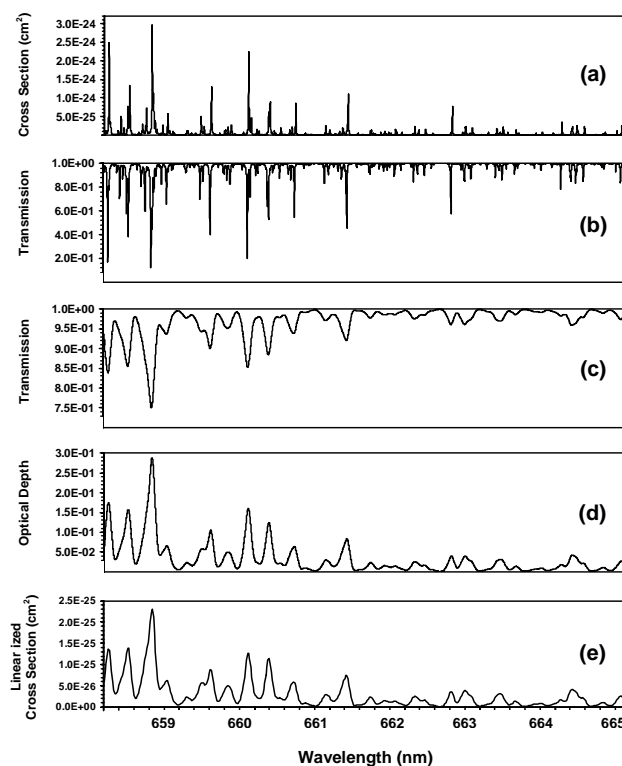 3.0E-24
2.5E-24
2.0E-24
1.5E-24
1.0E-24
5.0E-25
Cross Section (cm²)
(a)
1.0E+00
8.0E-01
6.0E-01
4.0E-01
2.0E-01
Transmission
(b)
1.0E+00
9.5E-01
9.0E-01
8.5E-01
8.0E-01
7.5E-01
Transmission
(c)
3.0E-01
2.5E-01
2.0E-01
1.5E-01
1.0E-01
5.0E-02
Optical Depth
(d)
2.5E-25
2.0E-25
1.5E-25
1.0E-25
5.0E-26
0.0E+00
Linear ized
Cross Section (cm²)
(e)
659 660 661 662 663 664 665
Wavelength (nm)